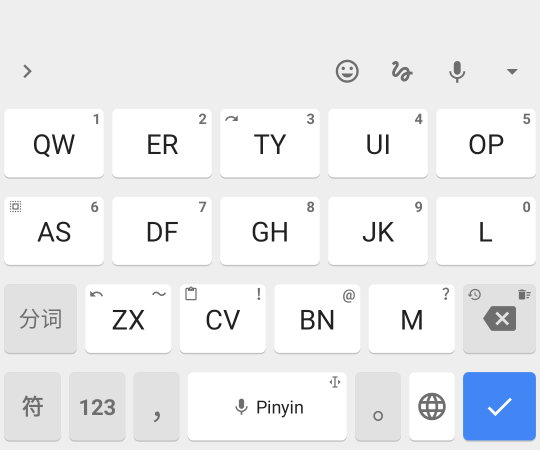 1 2 3 4 5
QW ER TY UI OP
6 7 8 9 0
AS DF GH JK L
! @ ?
分词 ZX CV BN M
符 123 ， Pinyin 。